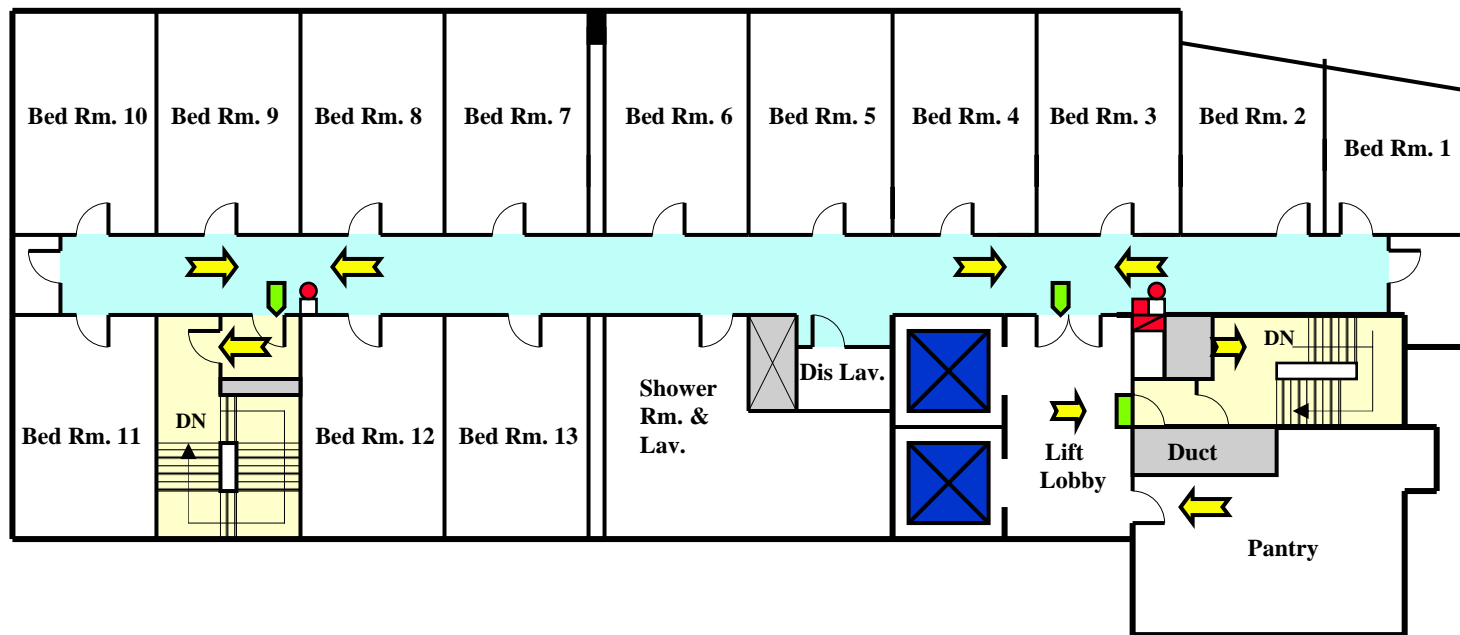 Bed Rm. 10
Bed Rm. 9
Bed Rm. 8
Bed Rm. 7
Bed Rm. 6
Bed Rm. 5
Bed Rm. 4
Bed Rm. 3
Bed Rm. 2
Bed Rm. 1
Bed Rm. 11
DN
Bed Rm. 12
Bed Rm. 13
Shower
Rm. &
Lav.
Dis Lav.
Lift
Lobby
DN
Duct
Pantry